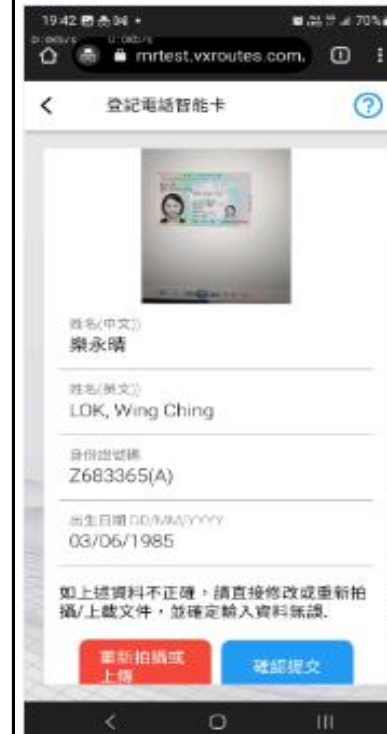 19:42
70%
mrtest.vxroutes.com,
登記電話智能卡
姓名(中文))
樂永晴
姓名(英文))
LOK, Wing Ching
身份證號碼
Z683365(A)
出生日期 DD/MM/YYYY
03/06/1985
如上述資料不正確，請直接修改或重新拍
攝/上載文件，並確定輸入資料無誤.
重新拍攝或
上傳
確認提交